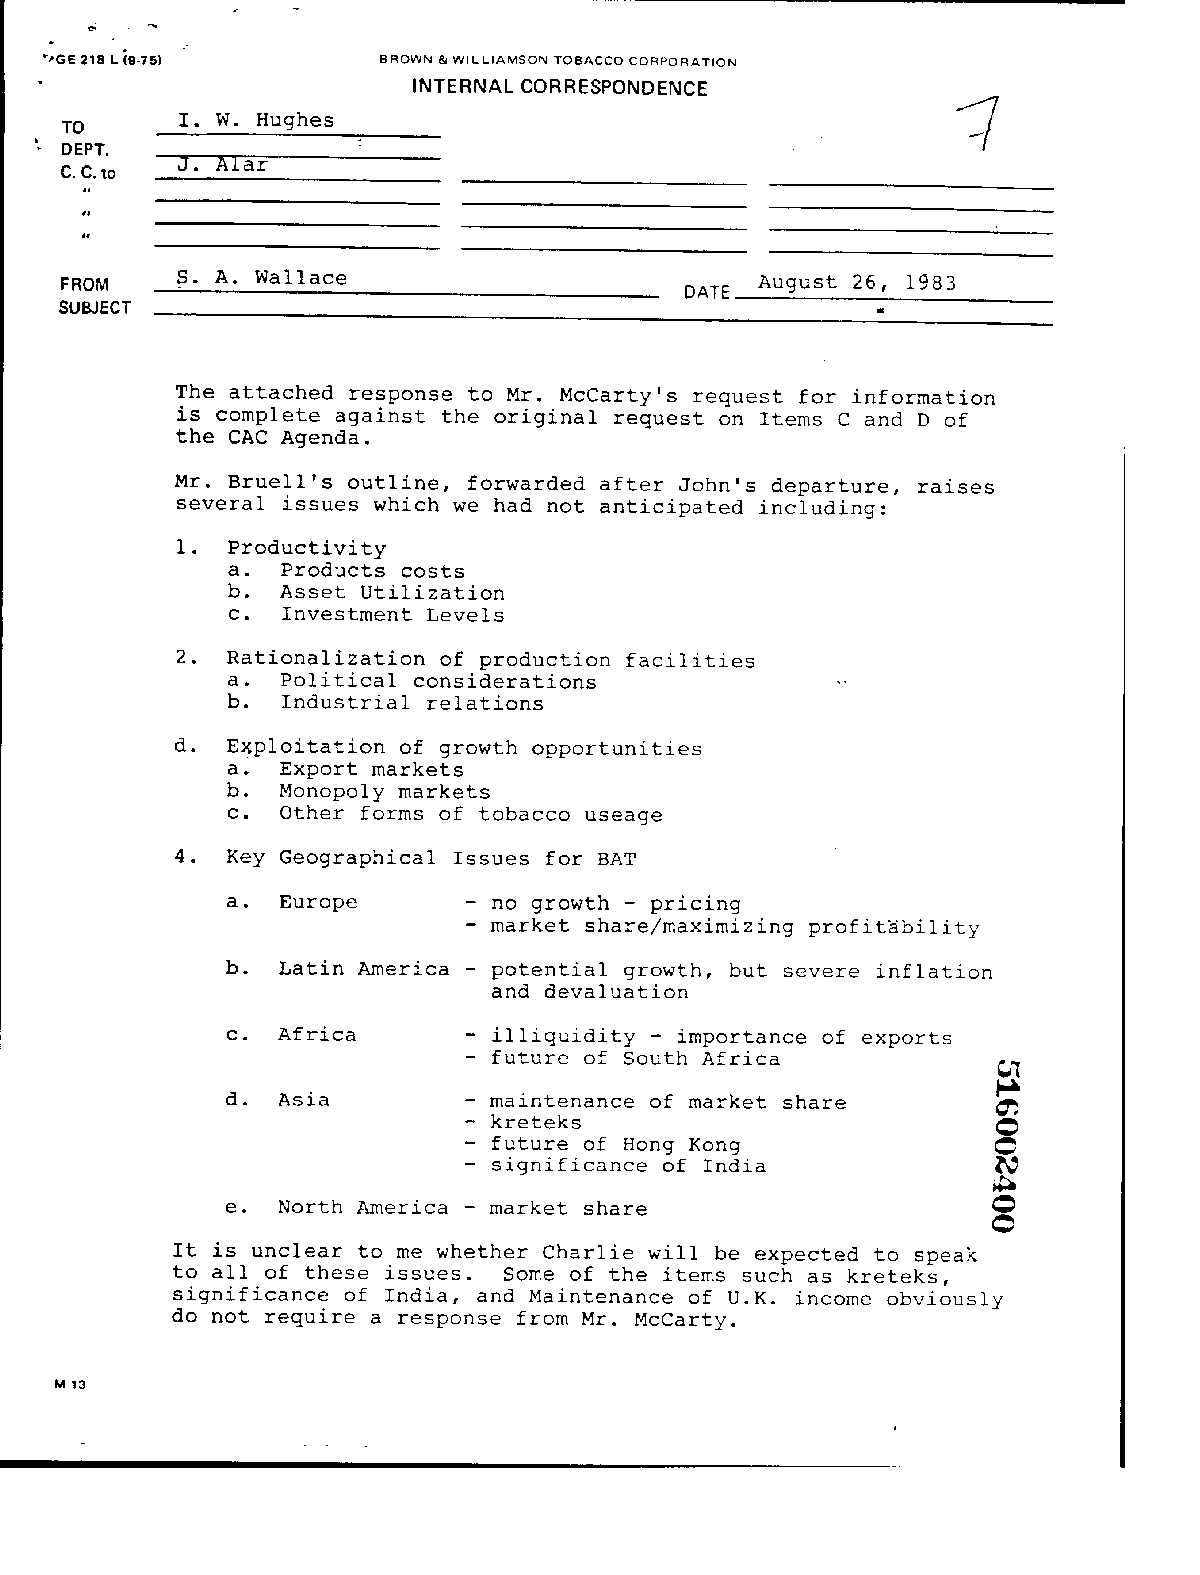 PGE 218 L (9-75)
BROWN & WILLIAMSON TOBACCO CORPORATION
INTERNAL CORRESPONDENCE
7
TO I. W. Hughes
DEPT.
C. C. to J. Alar
"
"
"
FROM S. A. Wallace DATE August 26, 1983
SUBJECT
The attached response to Mr. McCarty's request for information
is complete against the original request on Items C and D of
the CAC Agenda.
Mr. Bruell's outline, forwarded after John's departure, raises
several issues which we had not anticipated including:
1. Productivity
a. Products costs
b. Asset Utilization
c. Investment Levels
2. Rationalization of production facilities
a. Political considerations
b. Industrial relations
d. Exploitation of growth opportunities
a. Export markets
b. Monopoly markets
c. Other forms of tobacco useage
4. Key Geographical Issues for BAT
a. Europe - no growth - pricing
- market share/maximizing profitability
b. Latin America - potential growth, but severe inflation
and devaluation
c. Africa - illiquidity - importance of exports
- future of South Africa
d. Asia - maintenance of market share
- kreteks
- future of Hong Kong
- significance of India
e. North America - market share
It is unclear to me whether Charlie will be expected to speak
to all of these issues. Some of the items such as kreteks,
significance of India, and Maintenance of U.K. income obviously
do not require a response from Mr. McCarty.
516002400
M 13